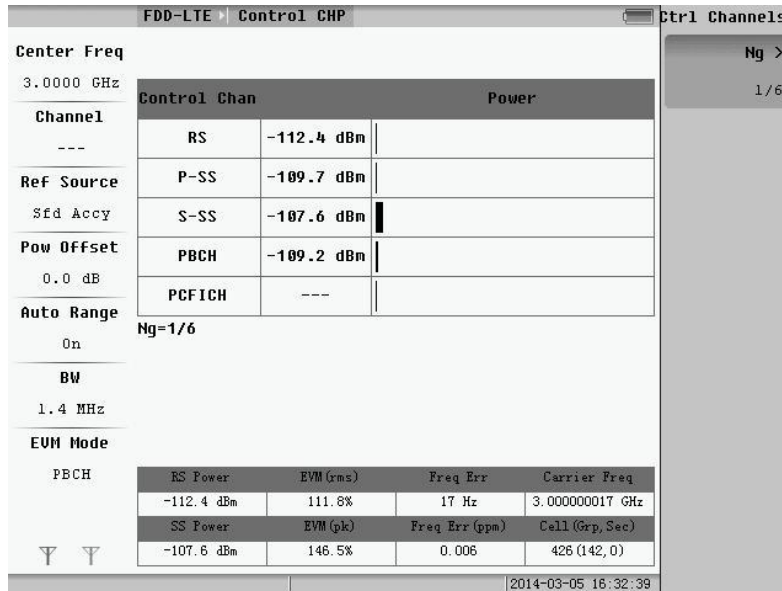 FDD-LTE Control CHP
Ctrl Channels
Center Freq
3.0000 GHz
Channel
---
Ref Source
Sfd Accy
Pow Offset
0.0 dB
Auto Range
On
BW
1.4 MHz
EVM Mode
PBCH
Control Chan Power
RS -112.4 dBm
P-SS -109.7 dBm
S-SS -107.6 dBm
PBCH -109.2 dBm
PCFICH ---
Ng=1/6
RS Power EVM(rms) Freq Err Carrier Freq
-112.4 dBm 111.8% 17 Hz 3.000000017 GHz
SS Power EVM(pk) Freq Err(ppm) Cell(Grp,Sec)
-107.6 dBm 146.5% 0.006 426(142,0)
2014-03-05 16:32:39
Ng >
1/6